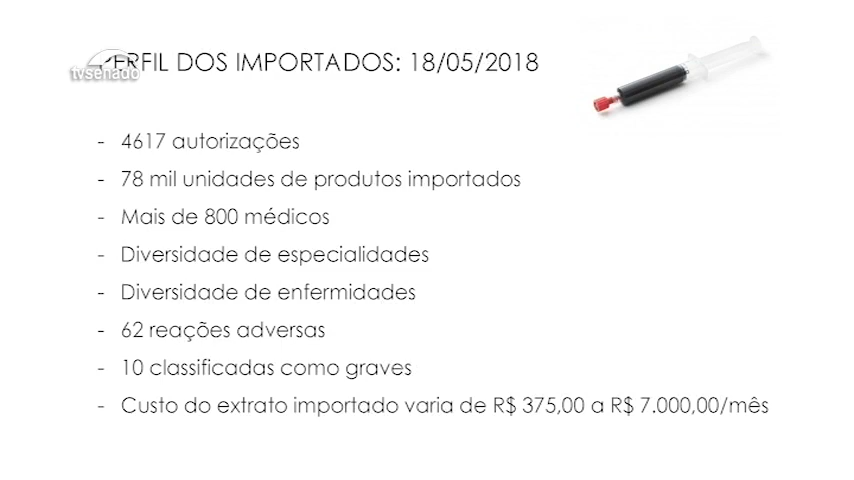 PERFIL DOS IMPORTADOS: 18/05/2018
tvsenado
- 4617 autorizações
- 78 mil unidades de produtos importados
- Mais de 800 médicos
- Diversidade de especialidades
- Diversidade de enfermidades
- 62 reações adversas
- 10 classificadas como graves
- Custo do extrato importado varia de R$ 375,00 a R$ 7.000,00/mês